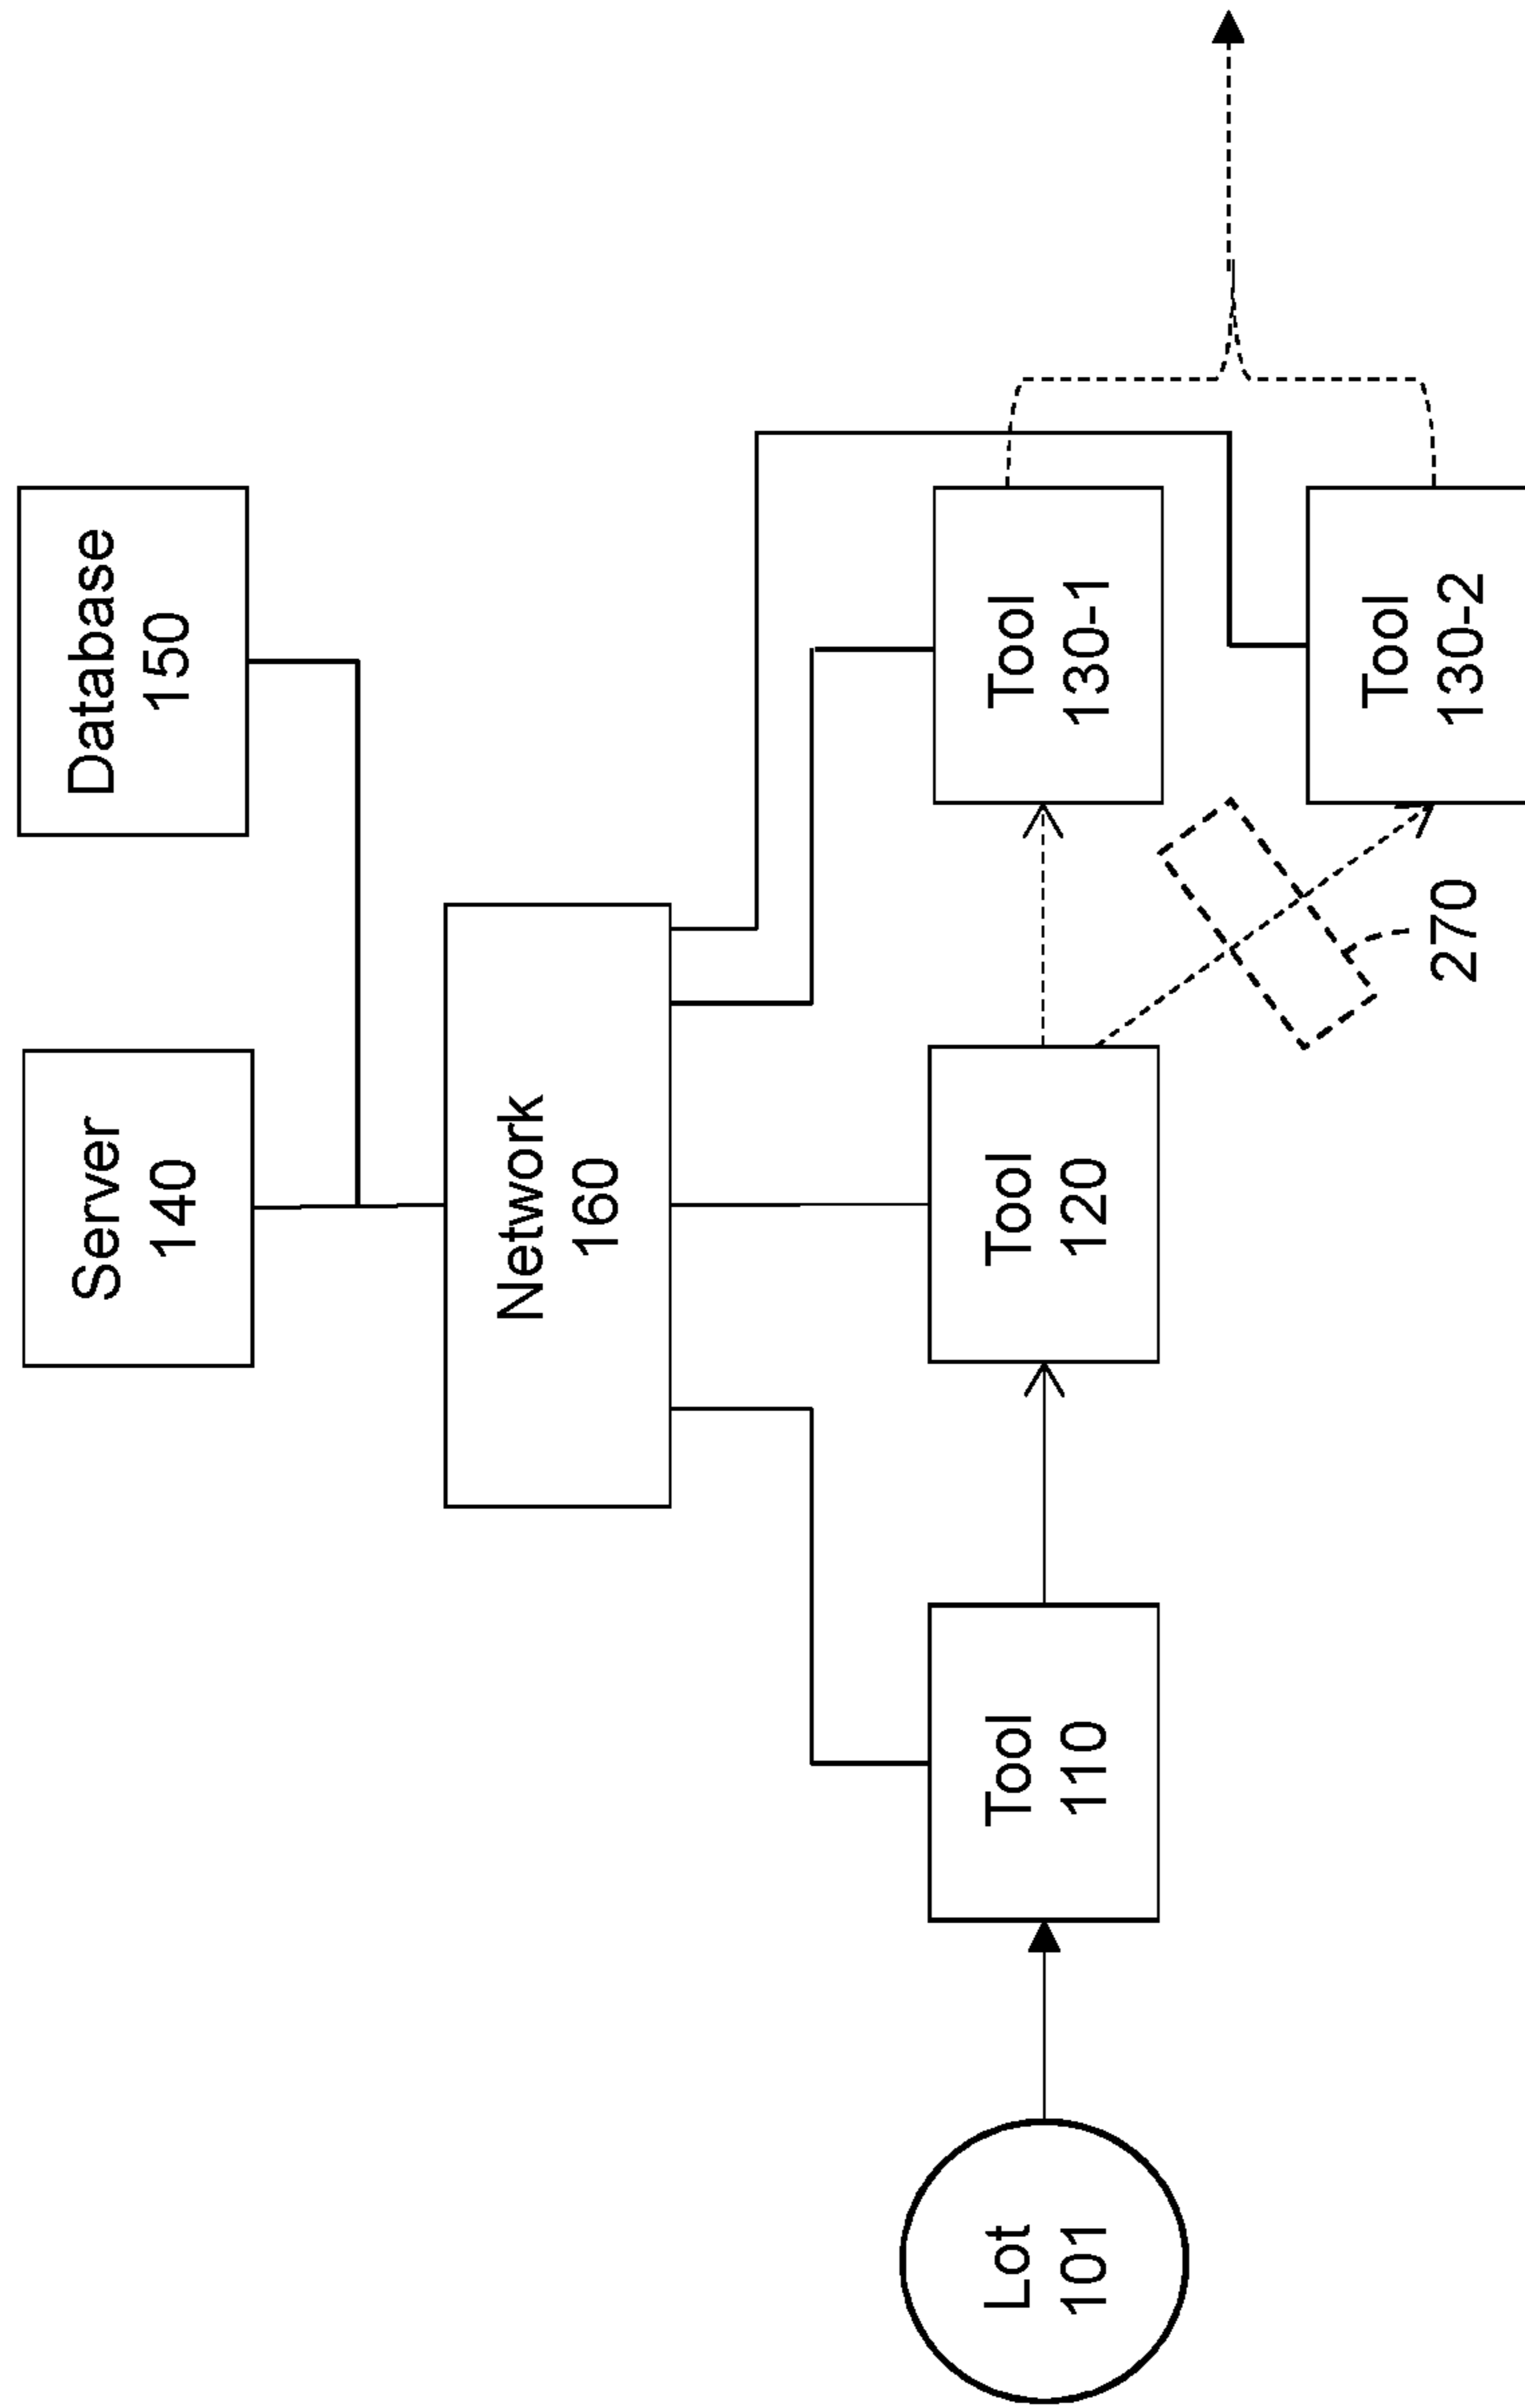 Server
140
Database
150
Network
160
Lot
101
Tool
110
Tool
120
Tool
130-1
Tool
130-2
270